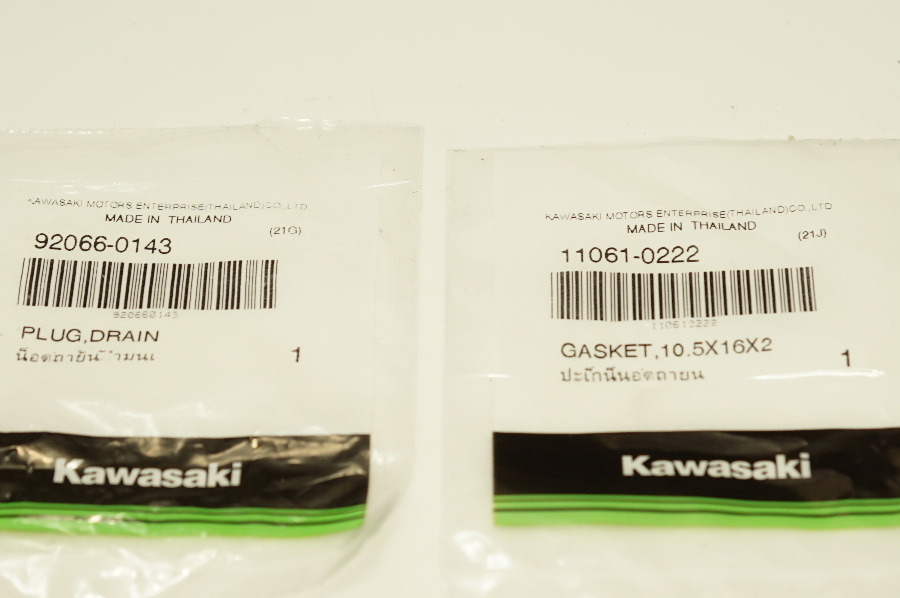 KAWASAKI MOTORS ENTERPRISE(THAILAND)CO.,LTD.
MADE IN THAILAND
(21G)
92066-0143
920660143
PLUG,DRAIN
1
Kawasaki
KAWASAKI MOTORS ENTERPRISE(THAILAND)CO.,LTD.
MADE IN THAILAND
(21J)
11061-0222
110610222
GASKET,10.5X16X2
1
Kawasaki